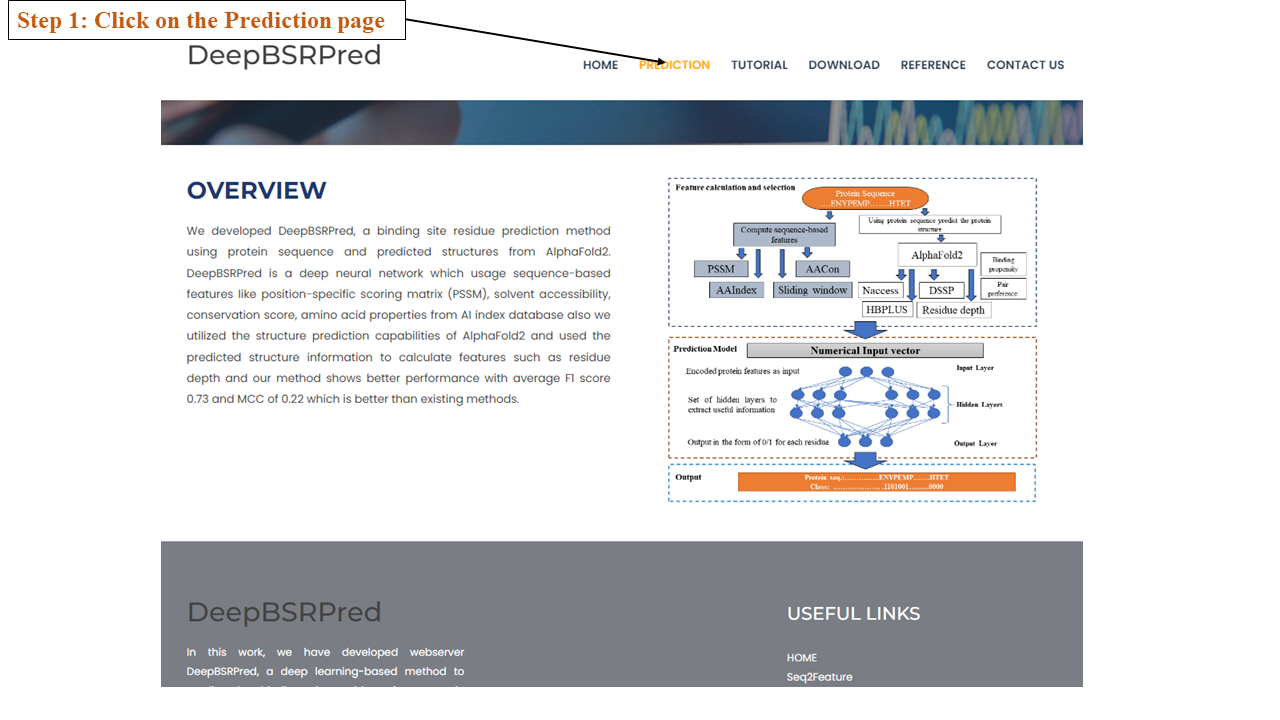 Step 1: Click on the Prediction page
DeepBSRPred
HOME PREDICTION TUTORIAL DOWNLOAD REFERENCE CONTACT US
OVERVIEW
We developed DeepBSRPred, a binding site residue prediction method
using protein sequence and predicted structures from AlphaFold2.
DeepBSRPred is a deep neural network which usage sequence-based
features like position-specific scoring matrix (PSSM), solvent accessibility,
conservation score, amino acid properties from AI index database also we
utilized the structure prediction capabilities of AlphaFold2 and used the
predicted structure information to calculate features such as residue
depth and our method shows better performance with average F1 score
0.73 and MCC of 0.22 which is better than existing methods.
Feature calculation and selection
Protein Sequence
....ENYPEMP.......HTET
Compute sequence-based
features
Using protein sequence predict the protein
structure
PSSM
AACon
AAIndex
Sliding window
AlphaFold2
Binding
propensity
Pair
preference
Naccess
DSSP
HBPLUS
Residue depth
Prediction Model
Numerical Input vector
Encoded protein features as input
Input Layer
Set of hidden layers to
extract useful information
Hidden Layers
Output in the form of 0/1 for each residue
Output Layer
Output
Protein seq.:.............ENYPEMP.......HTET
Class: .................... .1101001..........0000
DeepBSRPred
In this work, we have developed webserver
DeepBSRPred, a deep learning-based method to
USEFUL LINKS
HOME
Seq2Feature